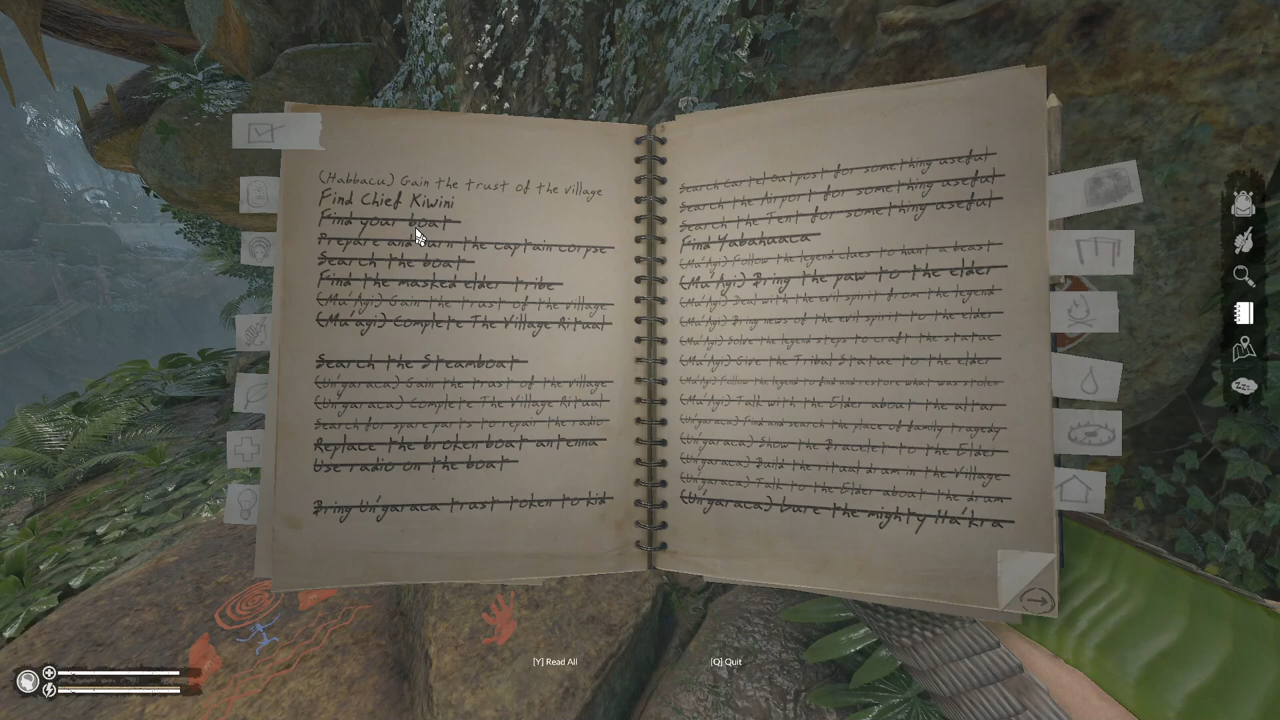 (Habbacu) Gain the trust of the village
Find Chief Kiwini
Find your boat
Prepare and burn the captain corpse
Search the boat
Find the masked elder tribe
(Mu'Agi) Gain the trust of the village
(Mu'agi) Complete The Village Ritual
Search the Steamboat
(Un'garaca) Gain the trust of the village
(Un'garaca) Complete The Village Ritual
Search for spare parts to repair the radio
Replace the broken boat antenna
Use radio on the boat
Bring Un'garaca trust token to kid
Search Cartel Outpost for something useful
Search the Airport for something useful
Search the Tent for something useful
Find Yabahuaca
(Mu'Agi) Follow the legend clues to hunt a beast
(Mu'Agi) Bring the paw to the elder
(Mu'Agi) Deal with the evil spirit from the legend
(Mu'Agi) Bring news of the evil spirit to the elder
(Mu'Agi) Solve the legend steps to craft the statue
(Mu'Agi) Give the Tribal Statue to the elder
(Mu'Agi) Follow the legend to find and restore what was stolen
(Mu'Agi) Talk with the Elder about the altar
(Un'garaca) Find and search the place of family tragedy
(Un'garaca) Show the Bracelet to the Elder
(Un'garaca) Build the ritual drum in the Village
(Un'garaca) Talk to the Elder about the drum
(Un'garaca) Lure the mighty Ha'kra
[Y] Read All
[Q] Quit
Zzz